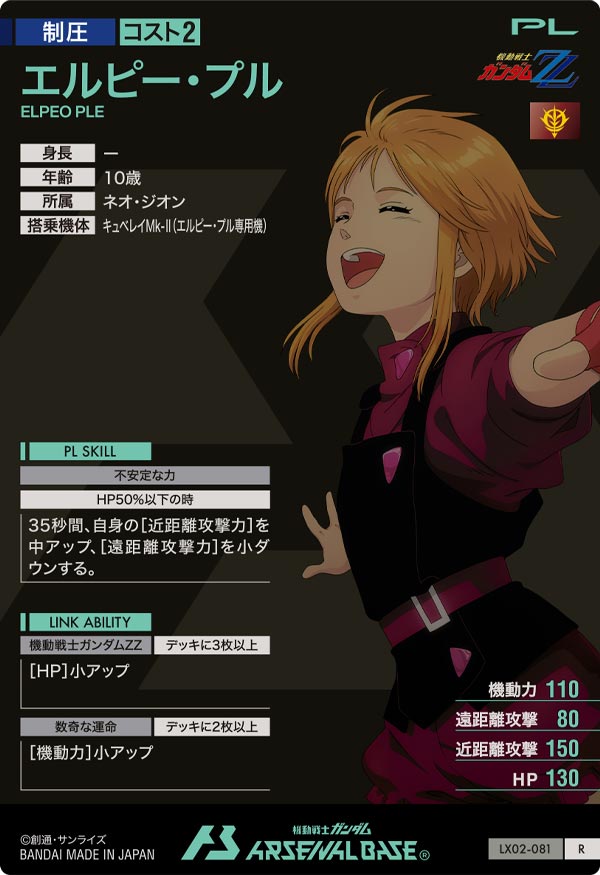 制圧 コスト2
PL
エルピー・プル
ELPEO PLE
機動戦士
ガンダムZZ
身長 ー
年齢 10歳
所属 ネオ・ジオン
搭乗機体 キュベレイMk-Ⅱ(エルピー・プル専用機)
PL SKILL
不安定な力
HP50%以下の時
35秒間、自身の[近距離攻撃力]を
中アップ、[遠距離攻撃力]を小ダ
ウンする。
LINK ABILITY
機動戦士ガンダムZZ デッキに3枚以上
[HP]小アップ
数奇な運命 デッキに2枚以上
[機動力]小アップ
機動力 110
遠距離攻撃 80
近距離攻撃 150
HP 130
©創通・サンライズ
BANDAI MADE IN JAPAN
機動戦士ガンダム
ARSENAL BASE®
LX02-081 R